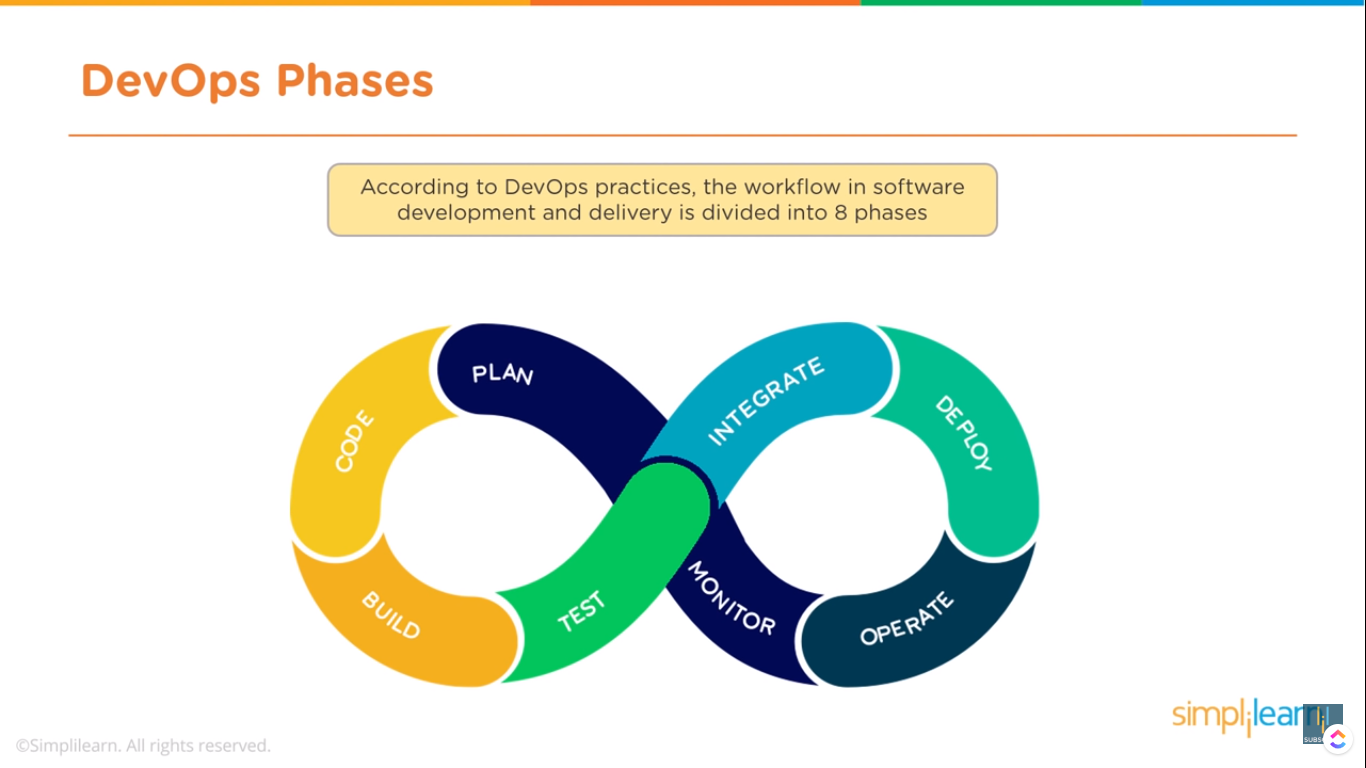 DevOps Phases
According to DevOps practices, the workflow in software
development and delivery is divided into 8 phases
PLAN
CODE
BUILD
TEST
INTEGRATE
DEPLOY
OPERATE
MONITOR
©Simplilearn. All rights reserved.